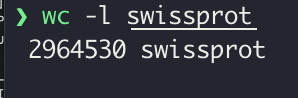 ❯ wc -l swissprot
2964530 swissprot